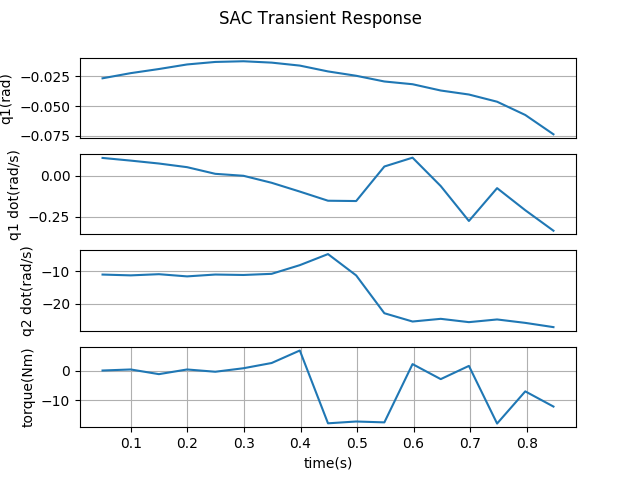 SAC Transient Response
−0.025
−0.050
−0.075
q1(rad)
0.00
−0.25
q1 dot(rad/s)
−10
−20
q2 dot(rad/s)
0
−10
torque(Nm)
0.1 0.2 0.3 0.4 0.5 0.6 0.7 0.8
time(s)